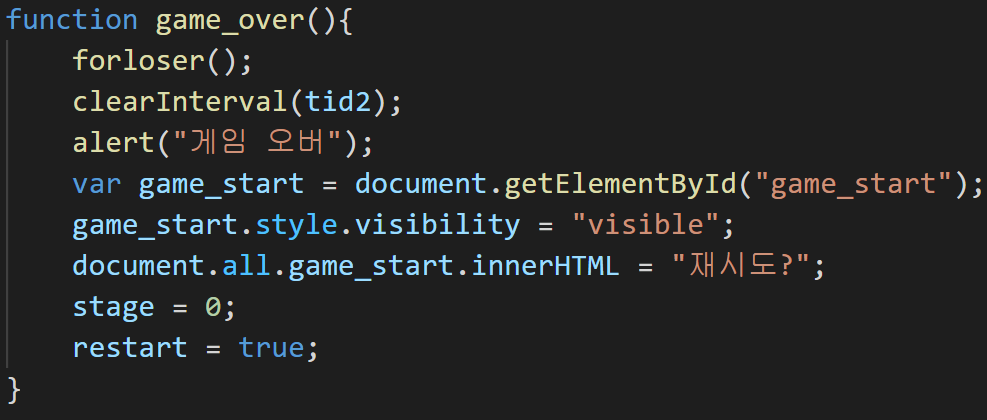 function game_over(){
forloser();
clearInterval(tid2);
alert("게임 오버");
var game_start = document.getElementById("game_start");
game_start.style.visibility = "visible";
document.all.game_start.innerHTML = "재시도?";
stage = 0;
restart = true;
}